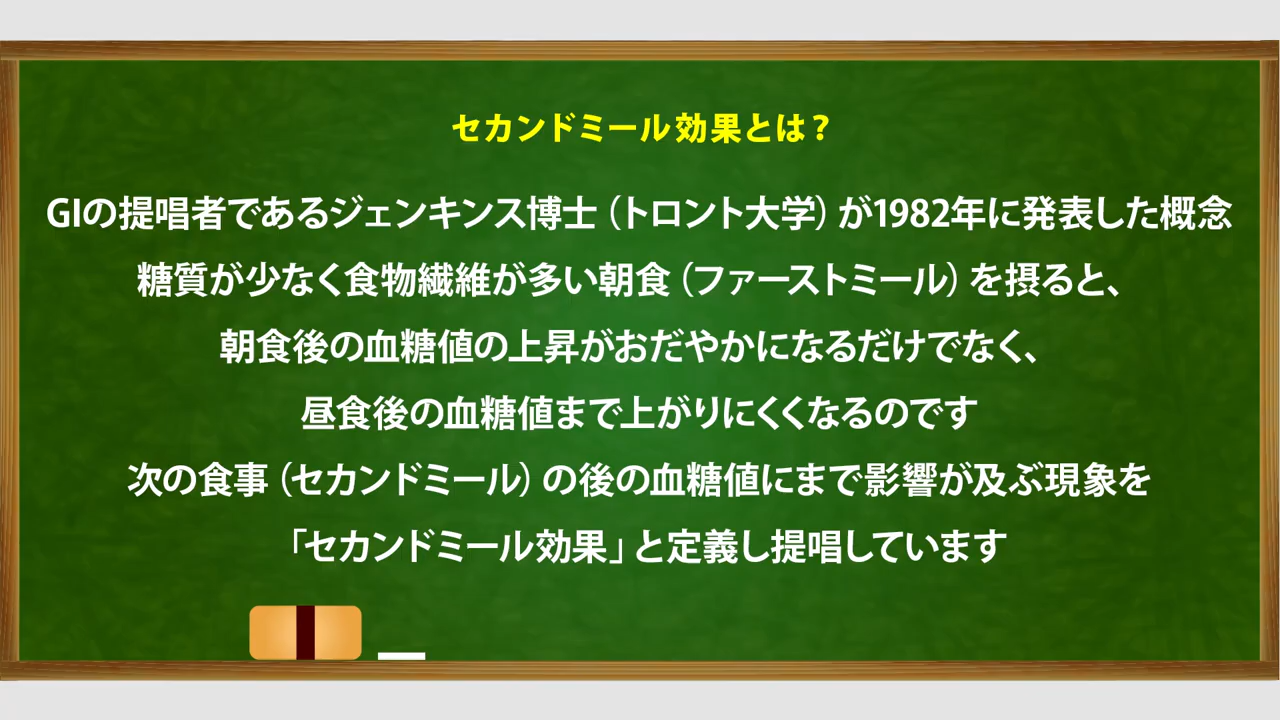 セカンドミール効果とは？
GIの提唱者であるジェンキンス博士（トロント大学）が1982年に発表した概念
糖質が少なく食物繊維が多い朝食（ファーストミール）を摂ると、
朝食後の血糖値の上昇がおだやかになるだけでなく、
昼食後の血糖値まで上がりにくくなるのです
次の食事（セカンドミール）の後の血糖値にまで影響が及ぶ現象を
「セカンドミール効果」と定義し提唱しています